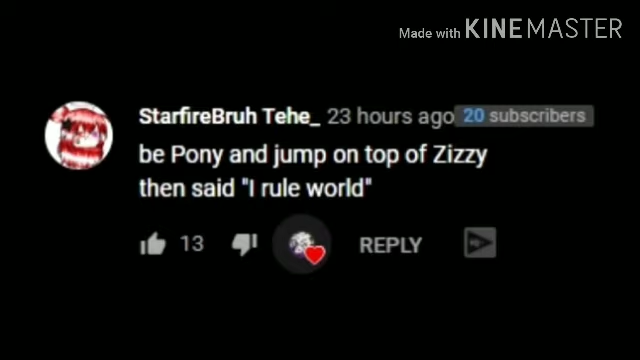 Made with KINEMASTER
StarfireBruh Tehe_ 23 hours ago 20 subscribers
be Pony and jump on top of Zizzy
then said "I rule world"
13 REPLY